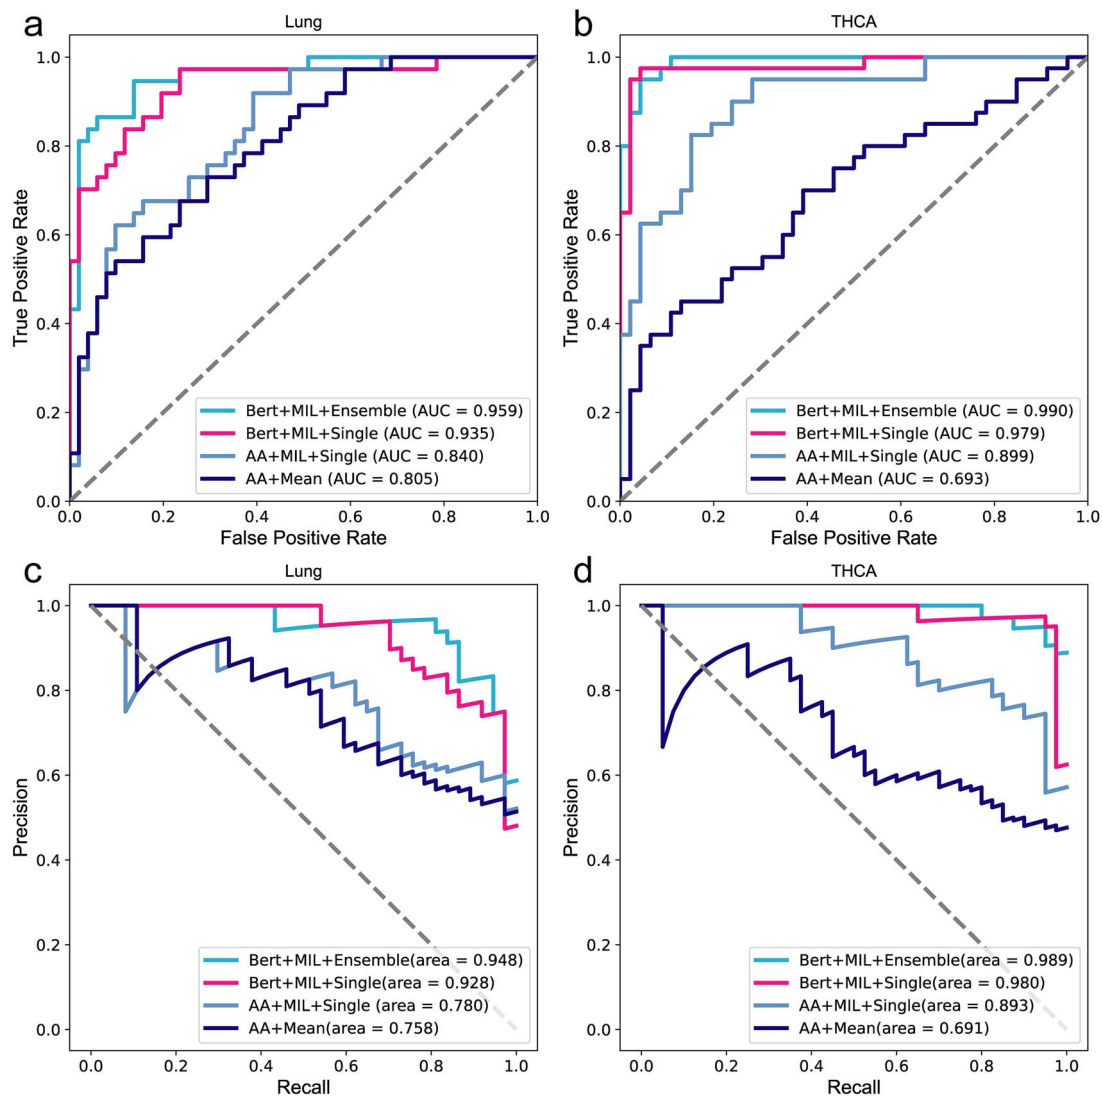 a
Lung
True Positive Rate
1.0
0.8
0.6
0.4
0.2
0.0
Bert+MIL+Ensemble (AUC = 0.959)
Bert+MIL+Single (AUC = 0.935)
AA+MIL+Single (AUC = 0.840)
AA+Mean (AUC = 0.805)
0.0 0.2 0.4 0.6 0.8 1.0
False Positive Rate
b
THCA
True Positive Rate
1.0
0.8
0.6
0.4
0.2
0.0
Bert+MIL+Ensemble (AUC = 0.990)
Bert+MIL+Single (AUC = 0.979)
AA+MIL+Single (AUC = 0.899)
AA+Mean (AUC = 0.693)
0.0 0.2 0.4 0.6 0.8 1.0
False Positive Rate
c
Lung
Precision
1.0
0.8
0.6
0.4
0.2
0.0
Bert+MIL+Ensemble(area = 0.948)
Bert+MIL+Single(area = 0.928)
AA+MIL+Single (area = 0.780)
AA+Mean(area = 0.758)
0.0 0.2 0.4 0.6 0.8 1.0
Recall
d
THCA
Precision
1.0
0.8
0.6
0.4
0.2
0.0
Bert+MIL+Ensemble(area = 0.989)
Bert+MIL+Single(area = 0.980)
AA+MIL+Single(area = 0.893)
AA+Mean(area = 0.691)
0.0 0.2 0.4 0.6 0.8 1.0
Recall